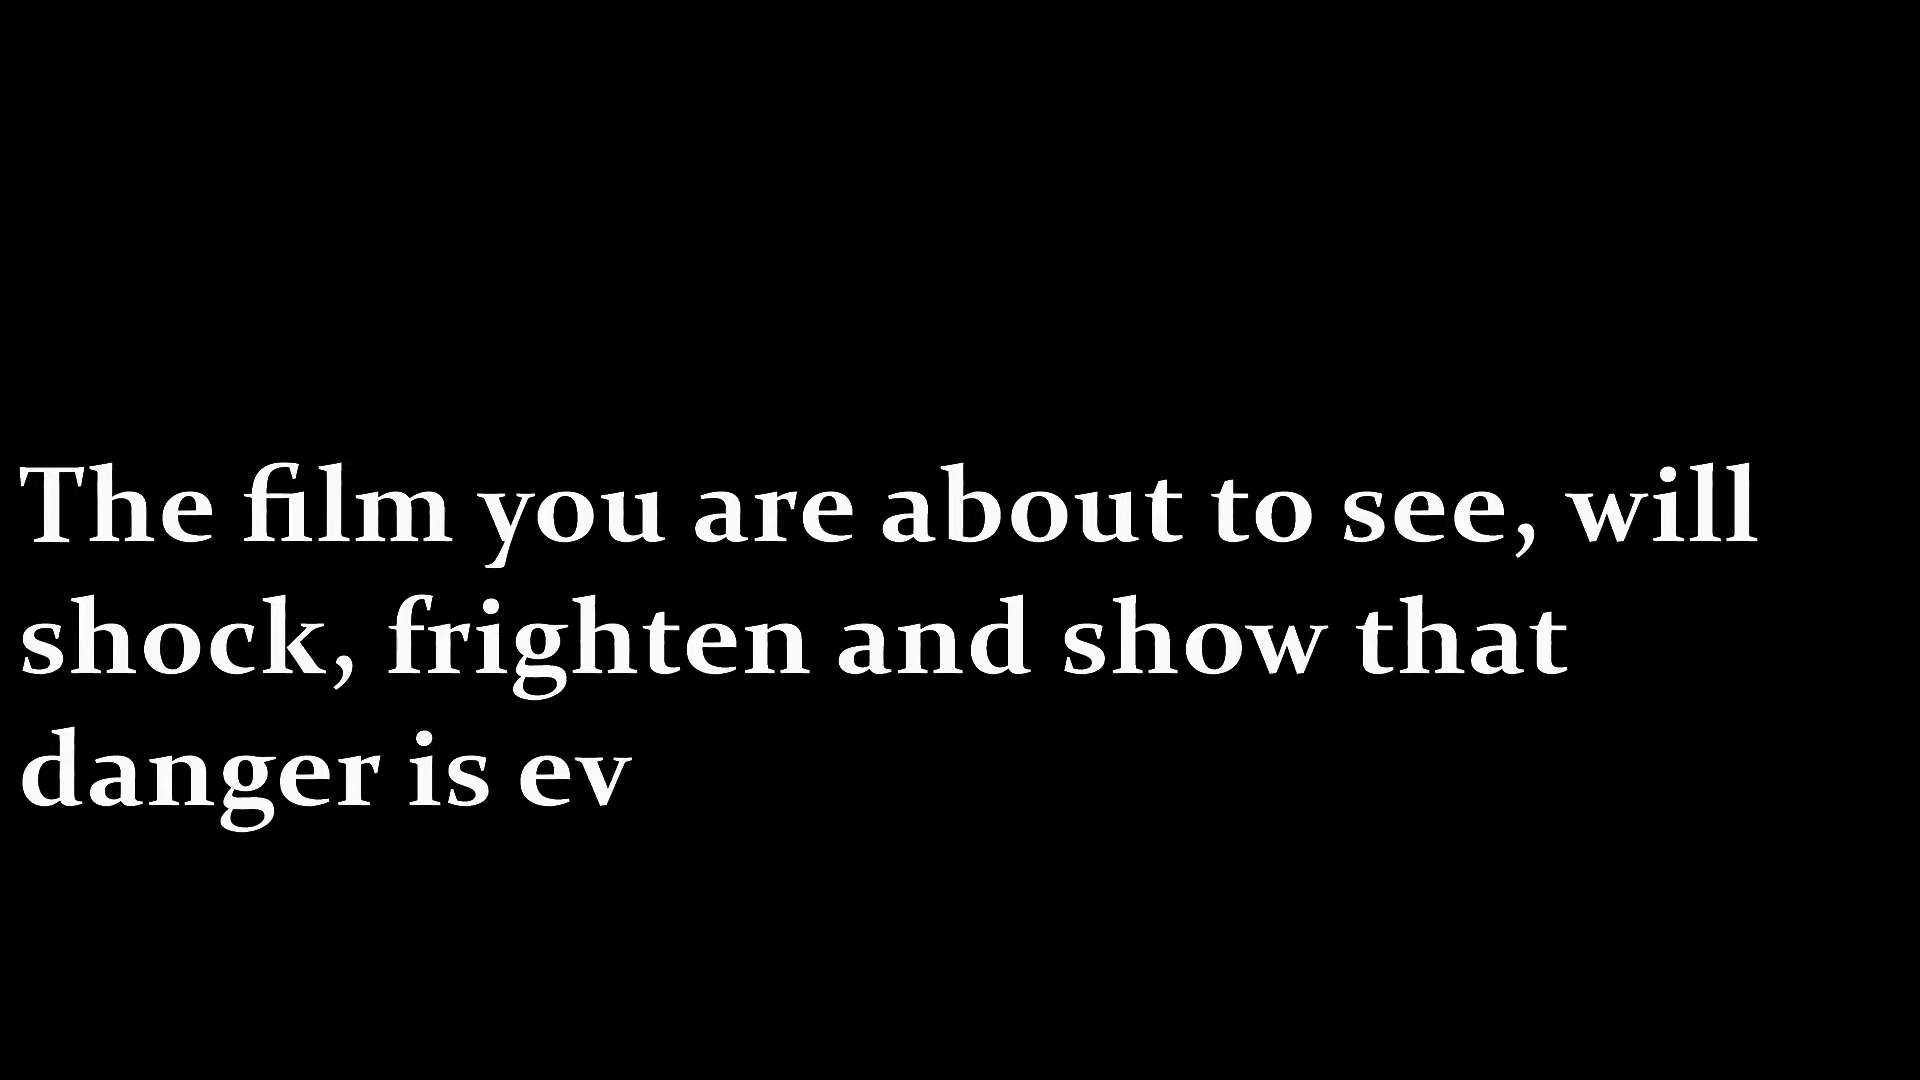 The film you are about to see, will
shock, frighten and show that
danger is ev